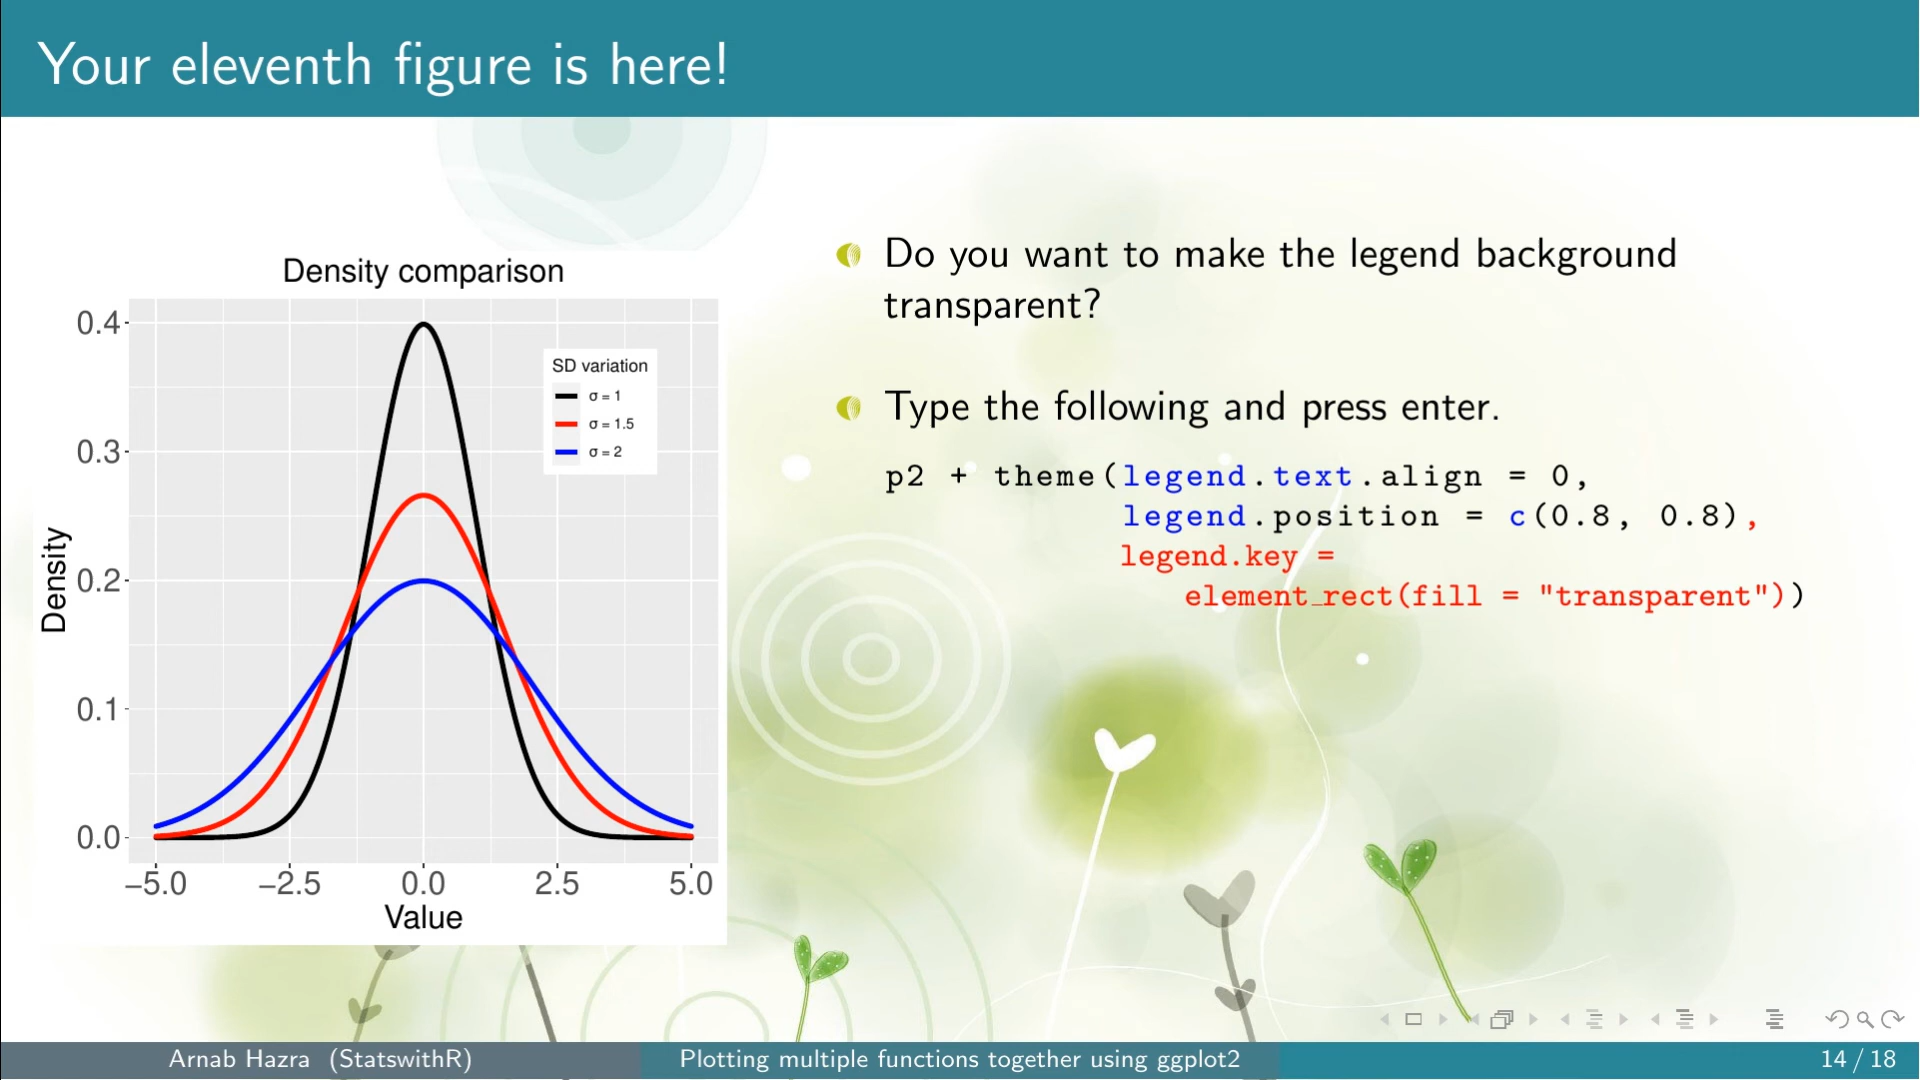 Your eleventh figure is here!
Density comparison
0.4
0.3
0.2
0.1
0.0
Density
SD variation
σ = 1
σ = 1.5
σ = 2
−5.0 −2.5 0.0 2.5 5.0
Value
Do you want to make the legend background
transparent?
Type the following and press enter.
p2 + theme(legend.text.align = 0,
legend.position = c(0.8, 0.8),
legend.key =
element_rect(fill = "transparent"))
Arnab Hazra (StatswithR) Plotting multiple functions together using ggplot2 14 / 18